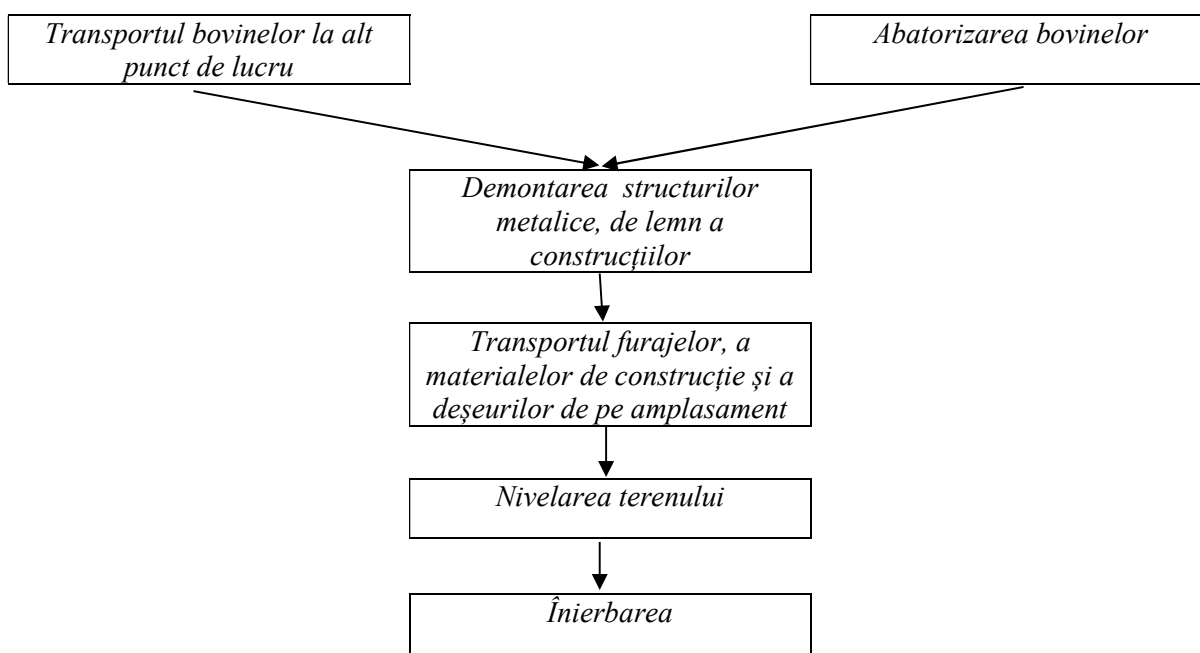 Transportul bovinelor la alt
punct de lucru
Abatorizarea bovinelor
Demontarea structurilor
metalice, de lemn a
construcțiilor
Transportul furajelor, a
materialelor de construcție și a
deșeurilor de pe amplasament
Nivelarea terenului
Înierbarea